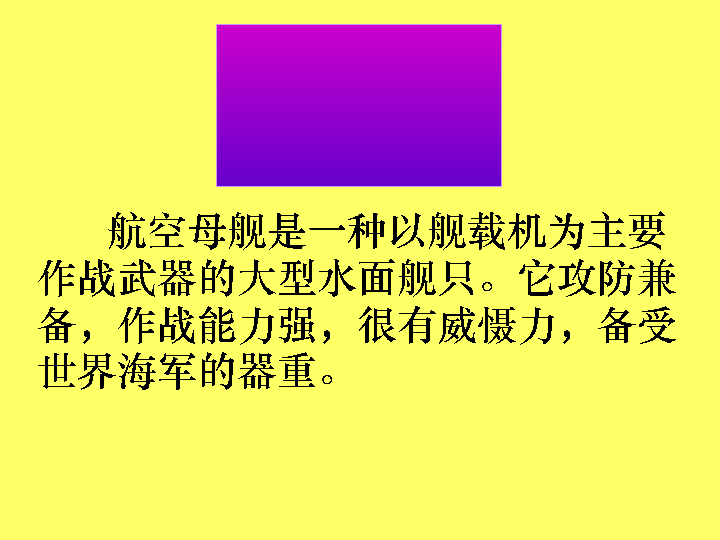 航空母舰是一种以舰载机为主要
作战武器的大型水面舰只。它攻防兼
备，作战能力强，很有威慑力，备受
世界海军的器重。